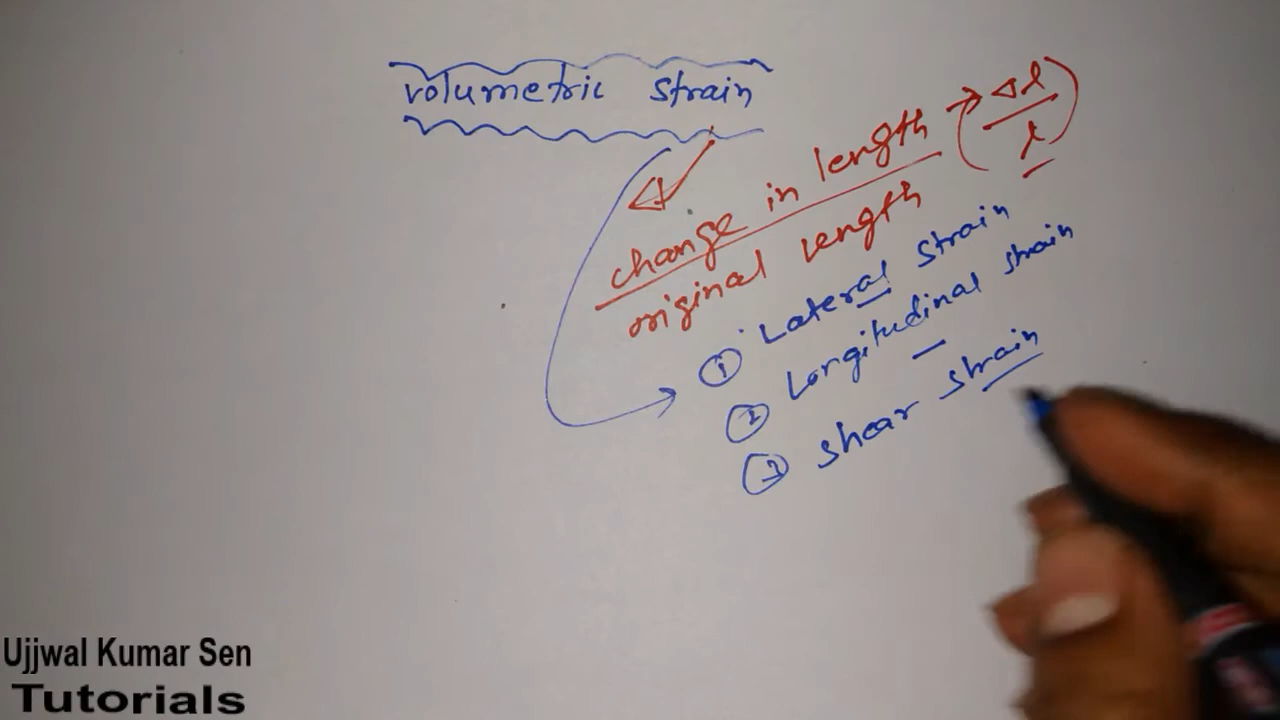 volumetric strain
change in length → Δl
original length l
① Lateral strain
② Longitudinal strain
③ shear strain
Ujjwal Kumar Sen
Tutorials